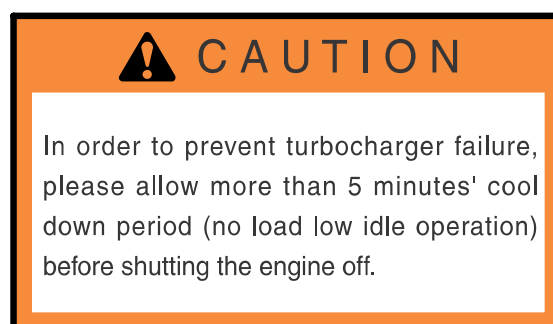 CAUTION
In order to prevent turbocharger failure,
please allow more than 5 minutes' cool
down period (no load low idle operation)
before shutting the engine off.